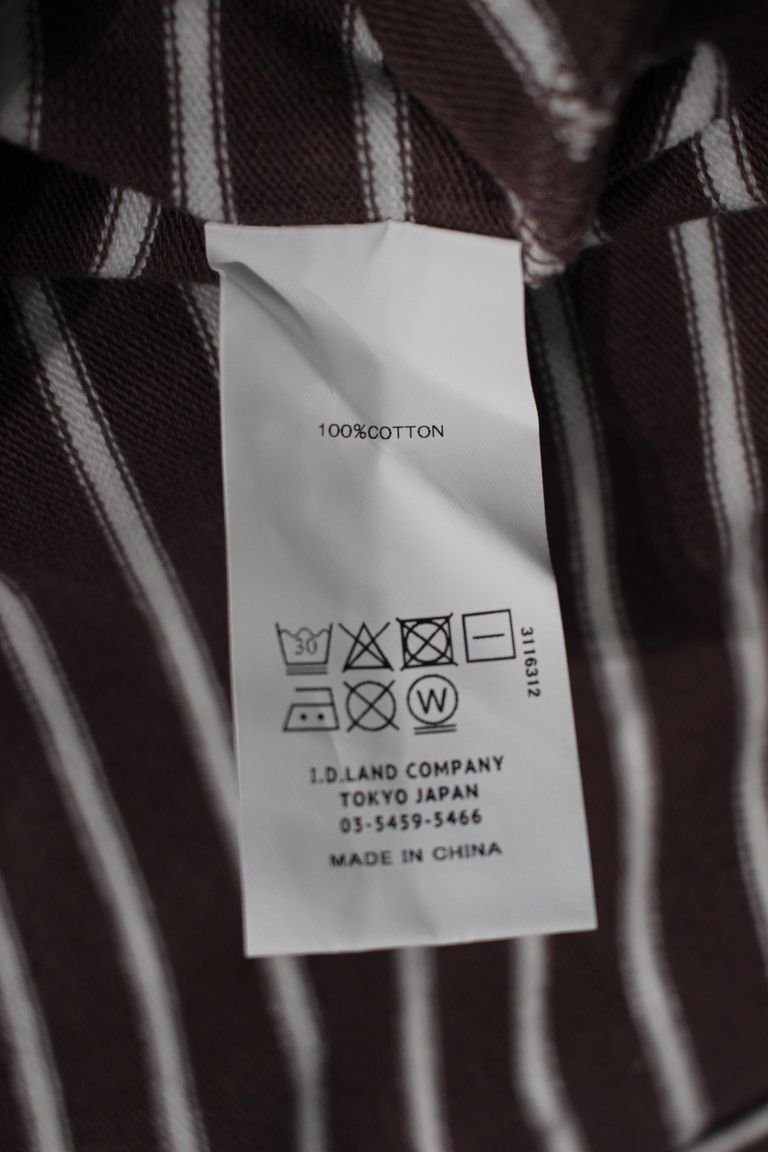 100%COTTON
30
3116312
W
I.D.LAND COMPANY
TOKYO JAPAN
03-5459-5466
MADE IN CHINA